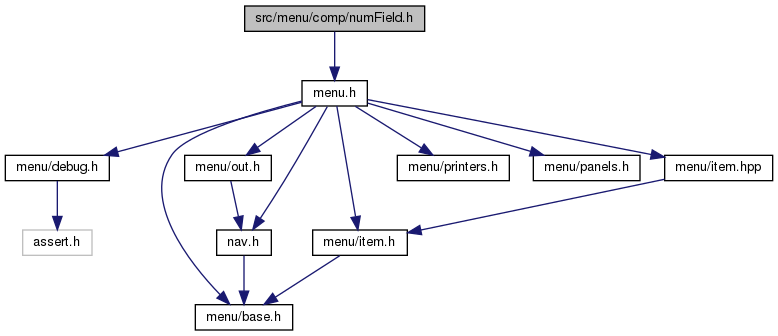 src/menu/comp/numField.h
menu.h
menu/debug.h
menu/out.h
menu/printers.h
menu/panels.h
menu/item.hpp
assert.h
nav.h
menu/item.h
menu/base.h